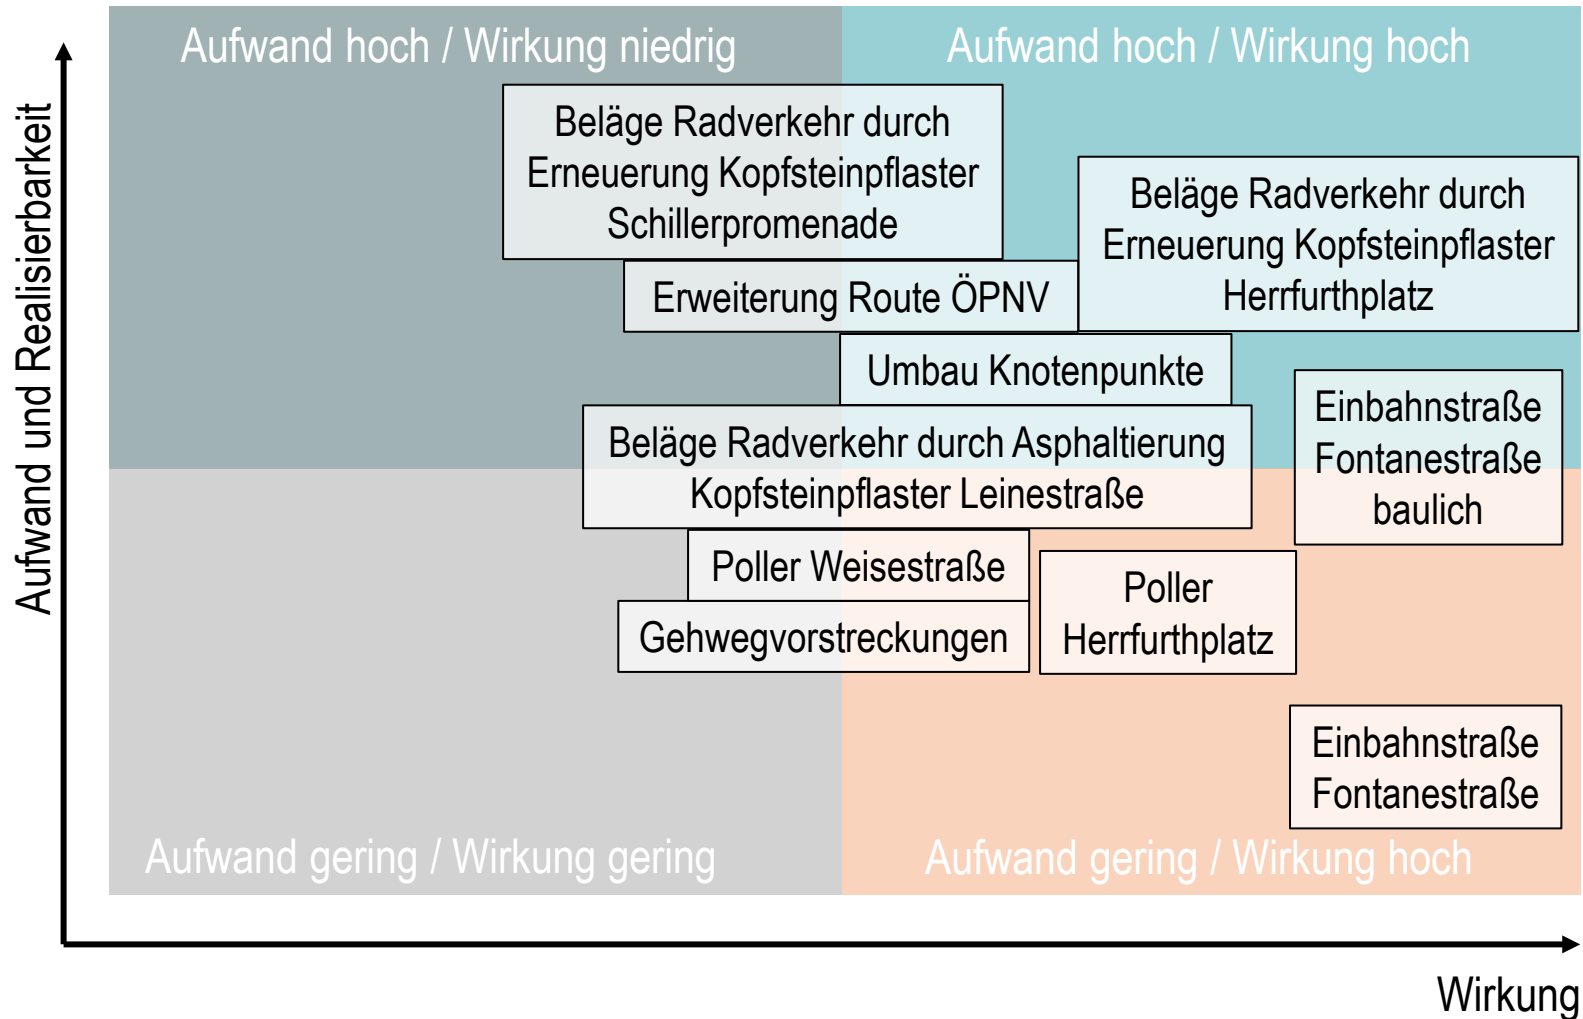 Aufwand hoch / Wirkung niedrig
Aufwand hoch / Wirkung hoch
Aufwand und Realisierbarkeit
Beläge Radverkehr durch
Erneuerung Kopfsteinpflaster
Schillerpromenade
Beläge Radverkehr durch
Erneuerung Kopfsteinpflaster
Herrfurthplatz
Erweiterung Route ÖPNV
Umbau Knotenpunkte
Einbahnstraße
Fontanestraße
baulich
Beläge Radverkehr durch Asphaltierung
Kopfsteinpflaster Leinestraße
Poller Weisestraße
Poller
Herrfurthplatz
Gehwegvorstreckungen
Einbahnstraße
Fontanestraße
Aufwand gering / Wirkung gering
Aufwand gering / Wirkung hoch
Wirkung